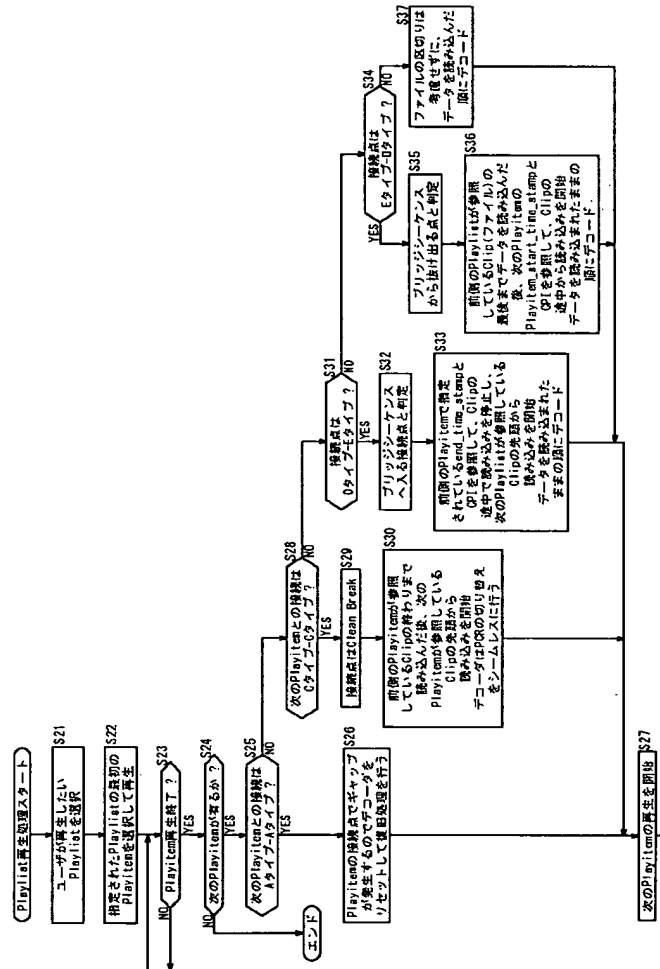 Playlist再生処理スタート
S21
ユーザが再生したい
Playlistを選択
S22
指定されたPlaylistの最初の
Playitemを選択して再生
S23
Playitem再生終了?
NO
YES
S24
次のPlayitemが有るか?
NO
YES
エンド
S25
次のPlayitemとの接続は
Aタイプ-Aタイプ?
NO
YES
S26
Playitemの接続点でギャップ
が発生するのでデコーダを
リセットして復旧処理を行う
S27
次のPlayitemの再生を開始
S28
次のPlayitemとの接続は
Cタイプ-Cタイプ?
NO
YES
S29
接続点はClean Break
S30
前側のPlayitemが参照
しているClipの終わりまで
読み込んだ後、次の
Playitemが参照している
Clipの先頭から
読み込みを開始
デコーダはPCRの切り替え
をシームレスに行う
S31
接続点は
Dタイプ-Eタイプ?
NO
YES
S32
ブリッジシーケンス
へ入る接続点と判定
S33
前側のPlayitemで指定
されているend_time_stampと
CPIを参照して、Clipの
途中で読み込みを停止し、
次のPlaylistが参照している
Clipの先頭から
読み込みを開始
データを読み込まれた
ままの順にデコード
S34
接続点は
Eタイプ-Dタイプ?
NO
YES
S35
ブリッジシーケンス
から抜け出る点と判定
S36
前側のPlaylistが参照
しているClip(ファイル)の
最後までデータを読み込んだ
後、次のPlayitemの
Playitem_start_time_stampと
CPIを参照して、Clipの
途中から読み込みを開始
データを読み込まれたままの
順にデコード
S37
ファイルの区切りは
考慮せずに、
データを読み込んだ
順にデコード